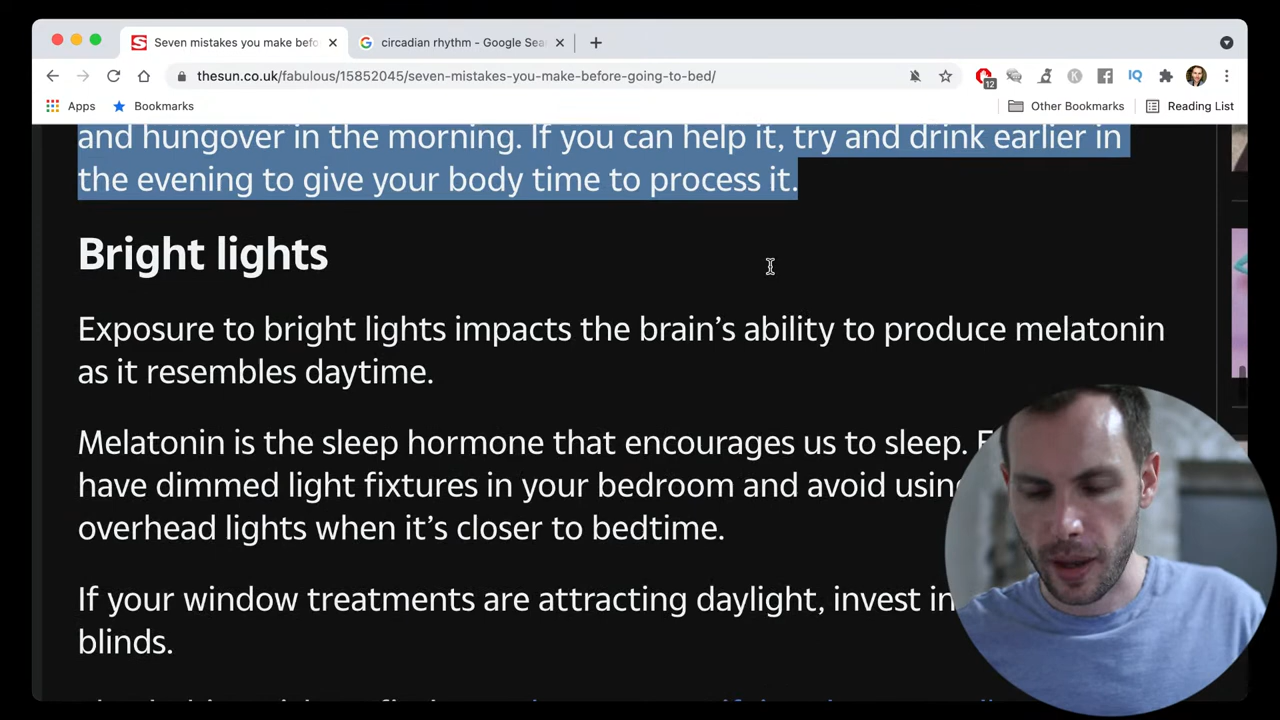 Seven mistakes you make befo
circadian rhythm - Google Sea
thesun.co.uk/fabulous/15852045/seven-mistakes-you-make-before-going-to-bed/
12
IQ
Apps
Bookmarks
Other Bookmarks
Reading List
and hungover in the morning. If you can help it, try and drink earlier in
the evening to give your body time to process it.
Bright lights
Exposure to bright lights impacts the brain's ability to produce melatonin
as it resembles daytime.
Melatonin is the sleep hormone that encourages us to sleep.
have dimmed light fixtures in your bedroom and avoid using
overhead lights when it's closer to bedtime.
If your window treatments are attracting daylight, invest in
blinds.